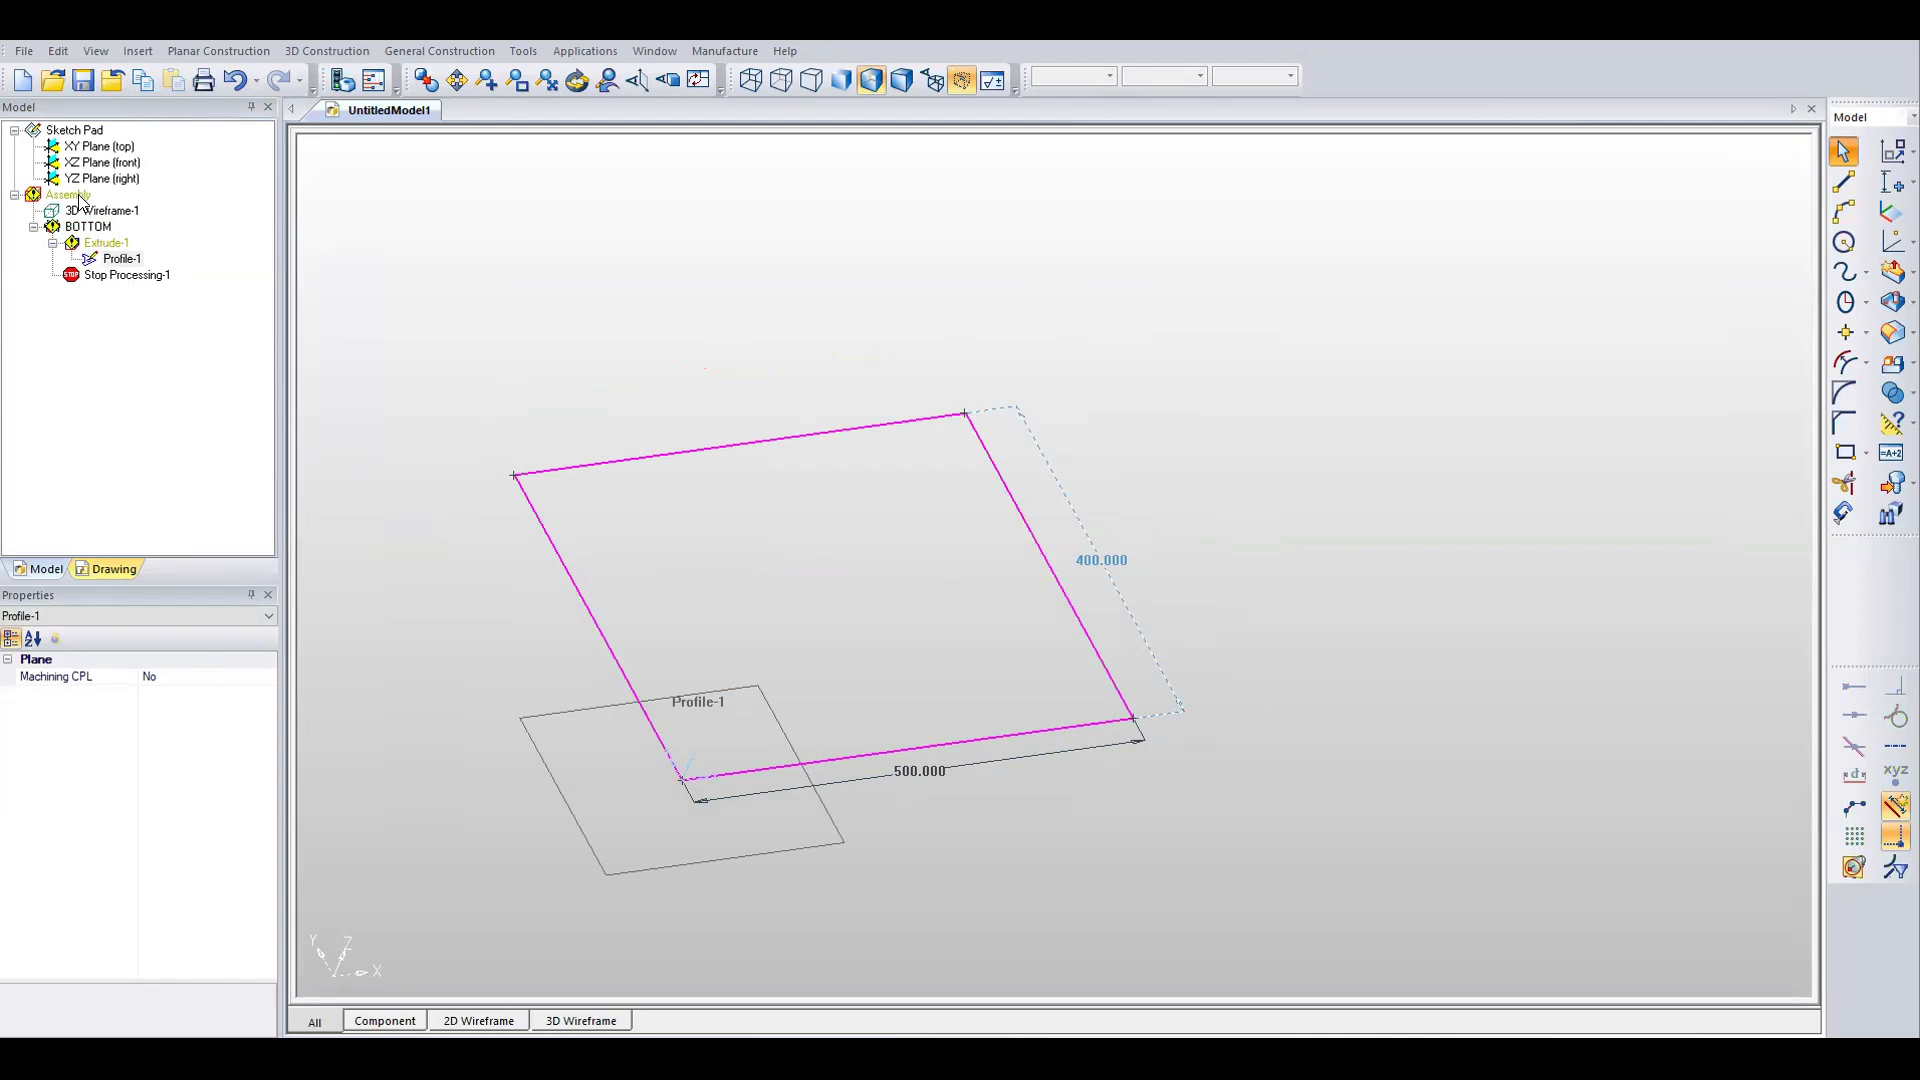 File Edit View Insert Planar Construction 3D Construction General Construction Tools Applications Window Manufacture Help
Model
UntitledModel1
Model
Sketch Pad
XY Plane (top)
XZ Plane (front)
YZ Plane (right)
Assembly
3D Wireframe-1
BOTTOM
Extrude-1
Profile-1
STOP Stop Processing-1
=A+2
400.000
Model Drawing
Properties
Profile-1
Plane
Machining CPL No
Profile-1
500.000
d
xyz
Y Z
X
All Component 2D Wireframe 3D Wireframe